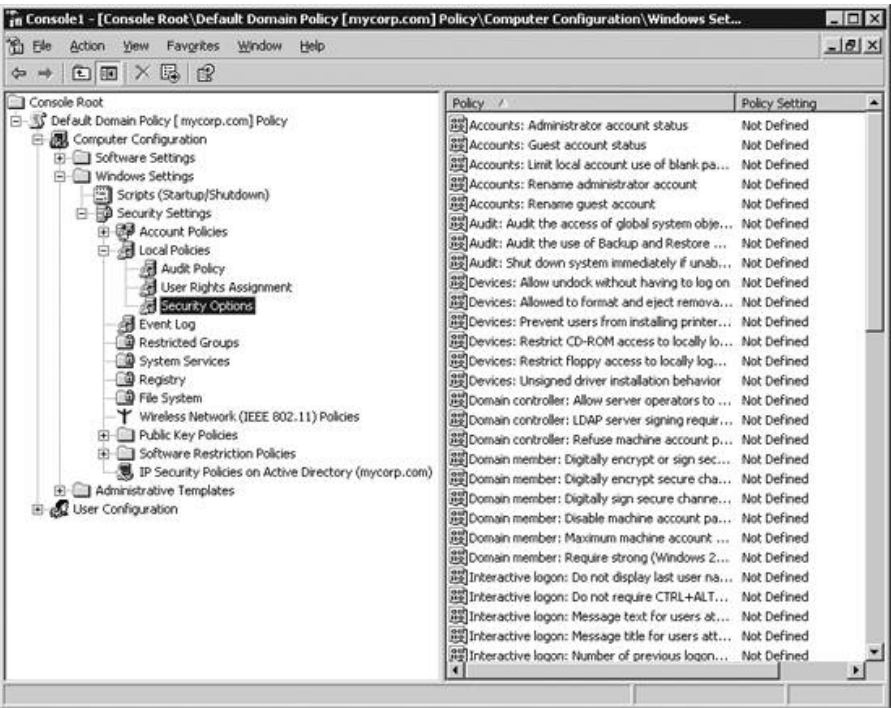 Console1 - [Console Root\Default Domain Policy [mycorp.com] Policy\Computer Configuration\Windows Set...
File Action View Favorites Window Help
Console Root
Default Domain Policy [mycorp.com] Policy
Computer Configuration
Software Settings
Windows Settings
Scripts (Startup/Shutdown)
Security Settings
Account Policies
Local Policies
Audit Policy
User Rights Assignment
Security Options
Event Log
Restricted Groups
System Services
Registry
File System
Wireless Network (IEEE 802.11) Policies
Public Key Policies
Software Restriction Policies
IP Security Policies on Active Directory (mycorp.com)
Administrative Templates
User Configuration
Policy Policy Setting
Accounts: Administrator account status Not Defined
Accounts: Guest account status Not Defined
Accounts: Limit local account use of blank pa... Not Defined
Accounts: Rename administrator account Not Defined
Accounts: Rename guest account Not Defined
Audit: Audit the access of global system obje... Not Defined
Audit: Audit the use of Backup and Restore ... Not Defined
Audit: Shut down system immediately if unab... Not Defined
Devices: Allow undock without having to log on Not Defined
Devices: Allowed to format and eject remova... Not Defined
Devices: Prevent users from installing printer... Not Defined
Devices: Restrict CD-ROM access to locally lo... Not Defined
Devices: Restrict floppy access to locally log... Not Defined
Devices: Unsigned driver installation behavior Not Defined
Domain controller: Allow server operators to ... Not Defined
Domain controller: LDAP server signing requir... Not Defined
Domain controller: Refuse machine account p... Not Defined
Domain member: Digitally encrypt or sign sec... Not Defined
Domain member: Digitally encrypt secure cha... Not Defined
Domain member: Digitally sign secure channe... Not Defined
Domain member: Disable machine account pa... Not Defined
Domain member: Maximum machine account ... Not Defined
Domain member: Require strong (Windows 2... Not Defined
Interactive logon: Do not display last user na... Not Defined
Interactive logon: Do not require CTRL+ALT... Not Defined
Interactive logon: Message text for users at... Not Defined
Interactive logon: Message title for users att... Not Defined
Interactive logon: Number of previous logon... Not Defined